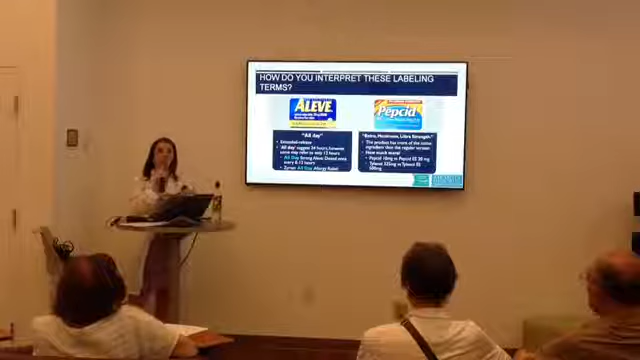 HOW DO YOU INTERPRET THESE LABELING
TERMS?
ALEVE
Pepcid
"All day"
Extended release
"All day" suggests 24 hours, however
some may refer to only 12 hours
All Day Strong Aleve: Dosed once
every 8-12 hours
Zyrtec All Day Allergy Relief
"Extra, Maximum, Ultra Strength"
The product has more of the active
ingredient than the regular version
How much more?
Pepcid 10mg vs Pepcid ES 20 mg
Tylenol 325mg vs Tylenol ES
500mg